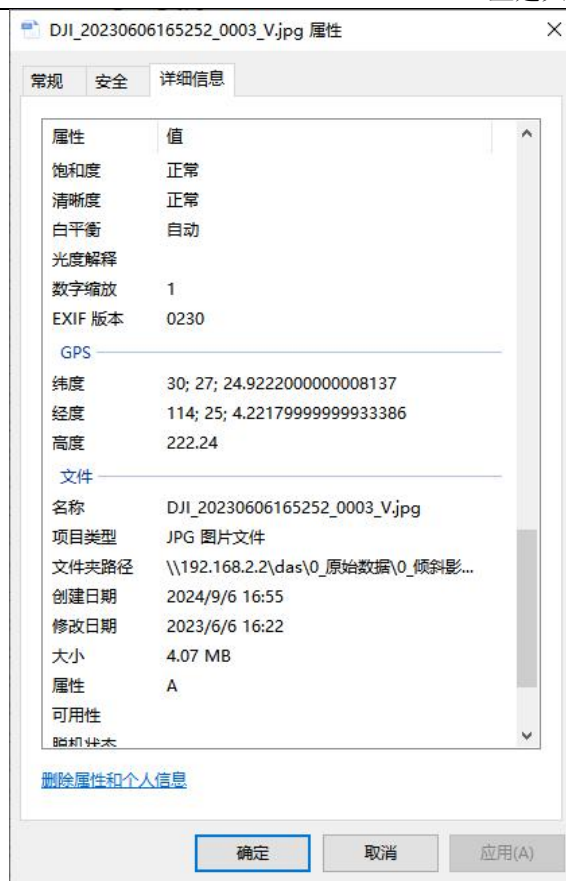 DJI_20230606165252_0003_V.jpg 属性
常规 安全 详细信息
属性 值
饱和度 正常
清晰度 正常
白平衡 自动
光度解释
数字缩放 1
EXIF 版本 0230
GPS
纬度 30; 27; 24.9222000000008137
经度 114; 25; 4.22179999999933386
高度 222.24
文件
名称 DJI_20230606165252_0003_V.jpg
项目类型 JPG 图片文件
文件夹路径 \\192.168.2.2\das\0_原始数据\0_倾斜影...
创建日期 2024/9/6 16:55
修改日期 2023/6/6 16:22
大小 4.07 MB
属性 A
可用性
脱机状态
删除属性和个人信息
确定 取消 应用(A)